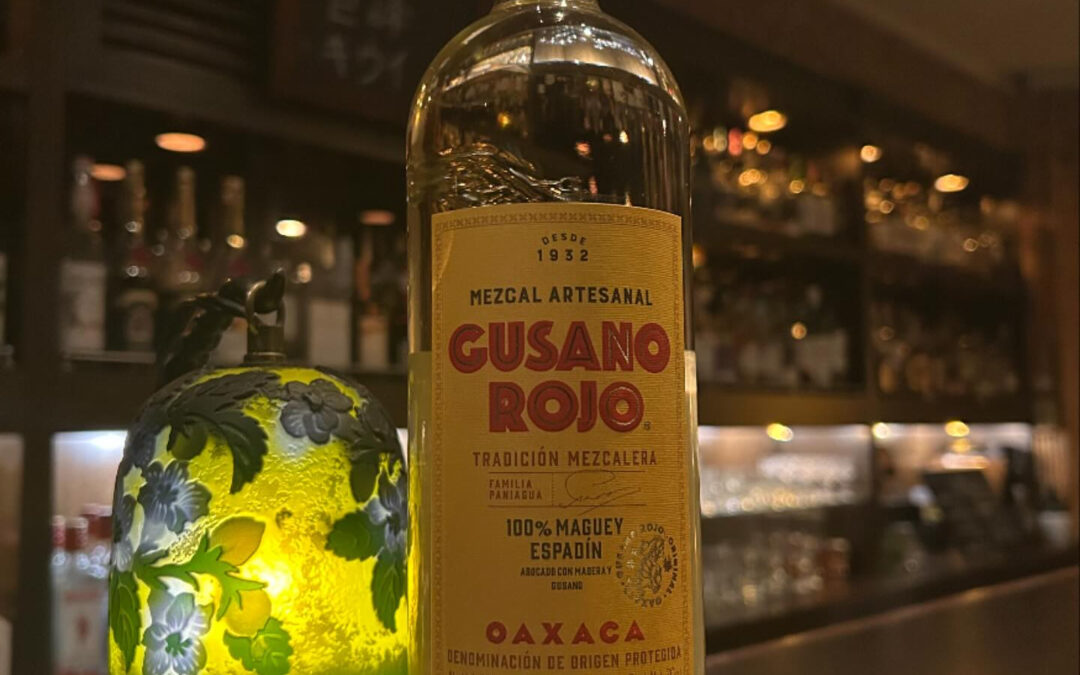 DESDE
1932
MEZCAL ARTESANAL
GUSANO
ROJO
TRADICIÓN MEZCALERA
FAMILIA
PANIAGUA
100% MAGUEY
ESPADÍN
ABOCADO CON MADERA Y
GUSANO
OAXACA
DENOMINACIÓN DE ORIGEN PROTEGIDA